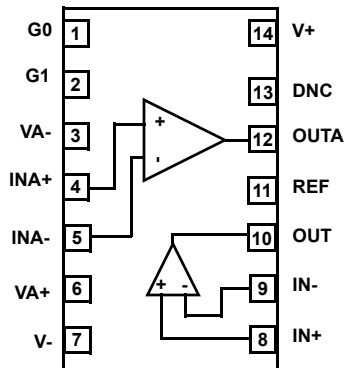 G0 1 14 V+
G1 2 13 DNC
VA- 3 + 12 OUTA
INA+ 4 - 11 REF
INA- 5 10 OUT
VA+ 6 + - 9 IN-
V- 7 8 IN+